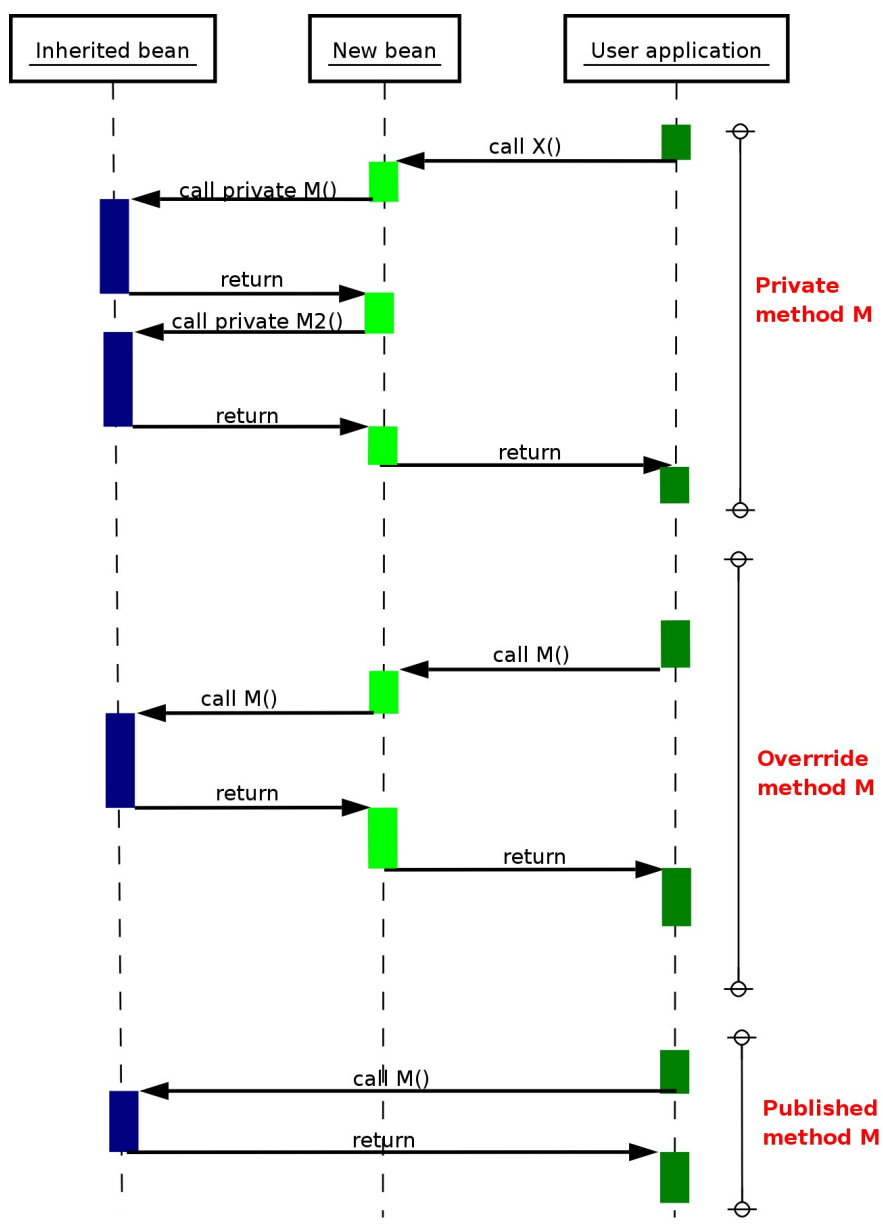 Inherited bean
New bean
User application
call X()
call private M()
return
call private M2()
return
return
Private
method M
call M()
call M()
return
return
Overrride
method M
call M()
return
Published
method M